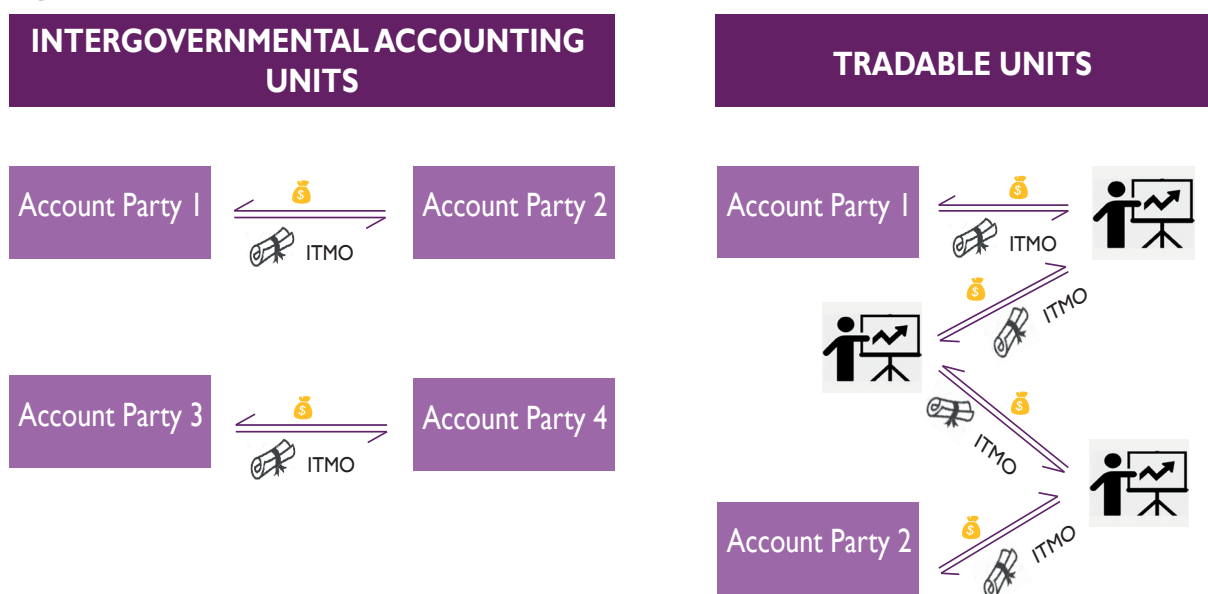 INTERGOVERNMENTAL ACCOUNTING
UNITS
Account Party 1
$
Account Party 2
ITMO
Account Party 3
$
Account Party 4
ITMO
TRADABLE UNITS
Account Party 1
$
ITMO
$
ITMO
$
ITMO
Account Party 2
$
ITMO